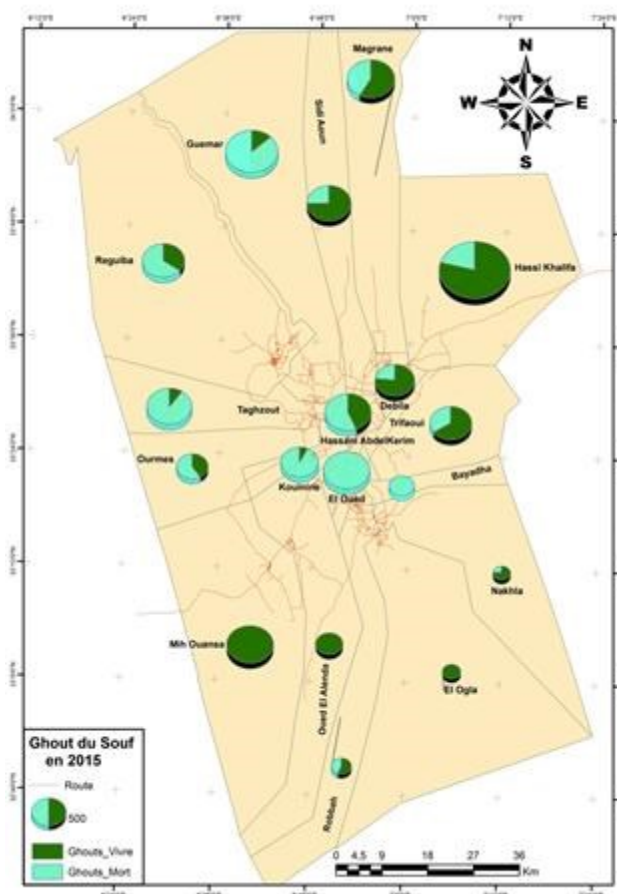 Magrane
N
W E
S
Sidi Aoun
Guemar
Reguiba
Hassi Khalifa
Debila
Taghzout
Trifaoui
Hassani AbdelKerim
Ourmes
Kouinine
El Oued
Bayadha
Nakhla
Mih Ouansa
Oued El Alenda
El Ogla
Robbah
Ghout du Souf
en 2015
Route
500
Ghouts_Vivre
Ghouts_Mort
0 4.5 9 18 27 36
Km